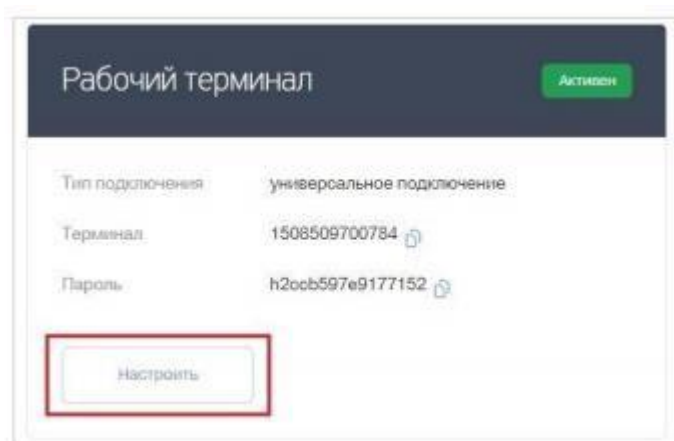 Рабочий терминал Активен
Тип подключения универсальное подключение
Терминал 1508509700784
Пароль h2ocb597e9177152
Настроить